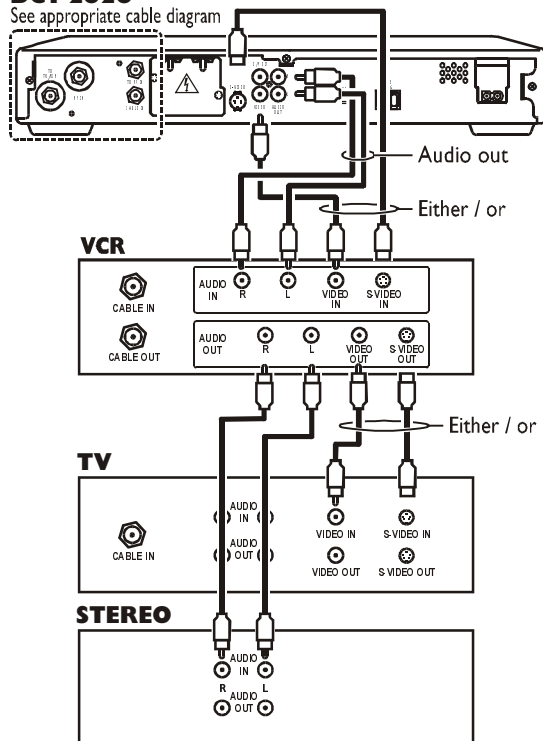 See appropriate cable diagram
Audio out
Either / or
VCR
CABLE IN
AUDIO IN
R
L
VIDEO IN
S-VIDEO IN
CABLE OUT
AUDIO OUT
R
L
VIDEO OUT
S-VIDEO OUT
Either / or
TV
CABLE IN
AUDIO IN
AUDIO OUT
VIDEO IN
S-VIDEO IN
VIDEO OUT
S-VIDEO OUT
STEREO
AUDIO IN
R
L
AUDIO OUT